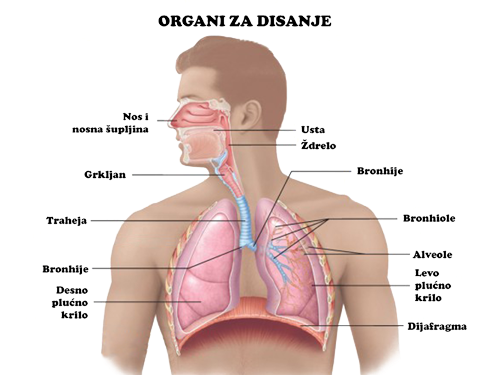 ORGANI ZA DISANJE
Nos i
nosna šupljina
Usta
Ždrelo
Grkljan
Bronhije
Traheja
Bronhiole
Bronhije
Alveole
Desno
plućno
krilo
Levo
plućno
krilo
Dijafragma